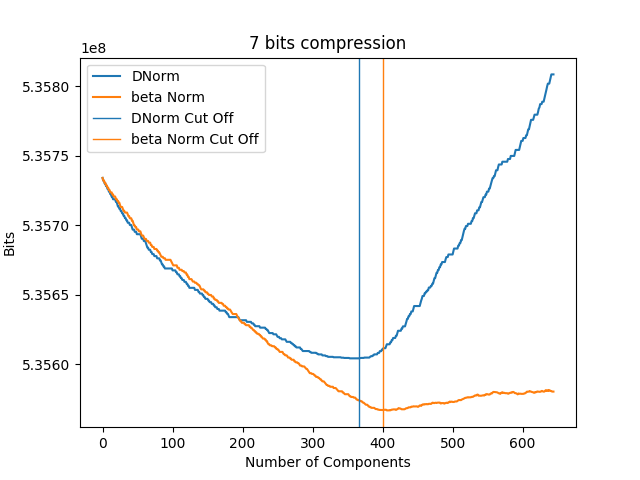 7 bits compression
1e8
DNorm
beta Norm
DNorm Cut Off
beta Norm Cut Off
5.3580
5.3575
5.3570
5.3565
5.3560
Bits
0 100 200 300 400 500 600
Number of Components